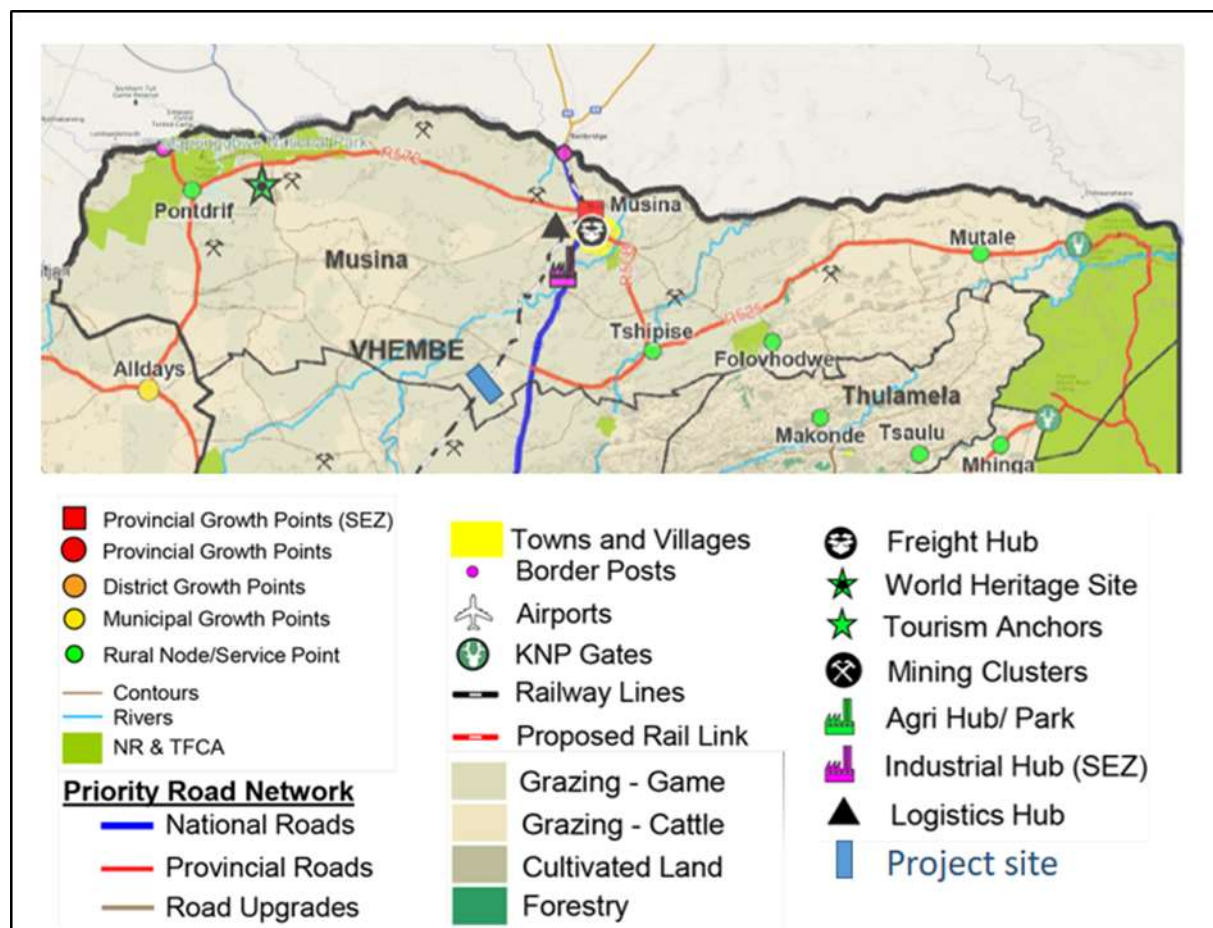 Musina
R572
Pontdrif
Musina
Mutale
R525
Tshipise
VHEMBE
Folovhodwe
Alldays
Thulamela
Makonde
Tsaulu
Mhinga
Provincial Growth Points (SEZ)
Provincial Growth Points
District Growth Points
Municipal Growth Points
Rural Node/Service Point
Contours
Rivers
NR & TFCA
Priority Road Network
National Roads
Provincial Roads
Road Upgrades
Towns and Villages
Border Posts
Airports
KNP Gates
Railway Lines
Proposed Rail Link
Grazing - Game
Grazing - Cattle
Cultivated Land
Forestry
Freight Hub
World Heritage Site
Tourism Anchors
Mining Clusters
Agri Hub/ Park
Industrial Hub (SEZ)
Logistics Hub
Project site